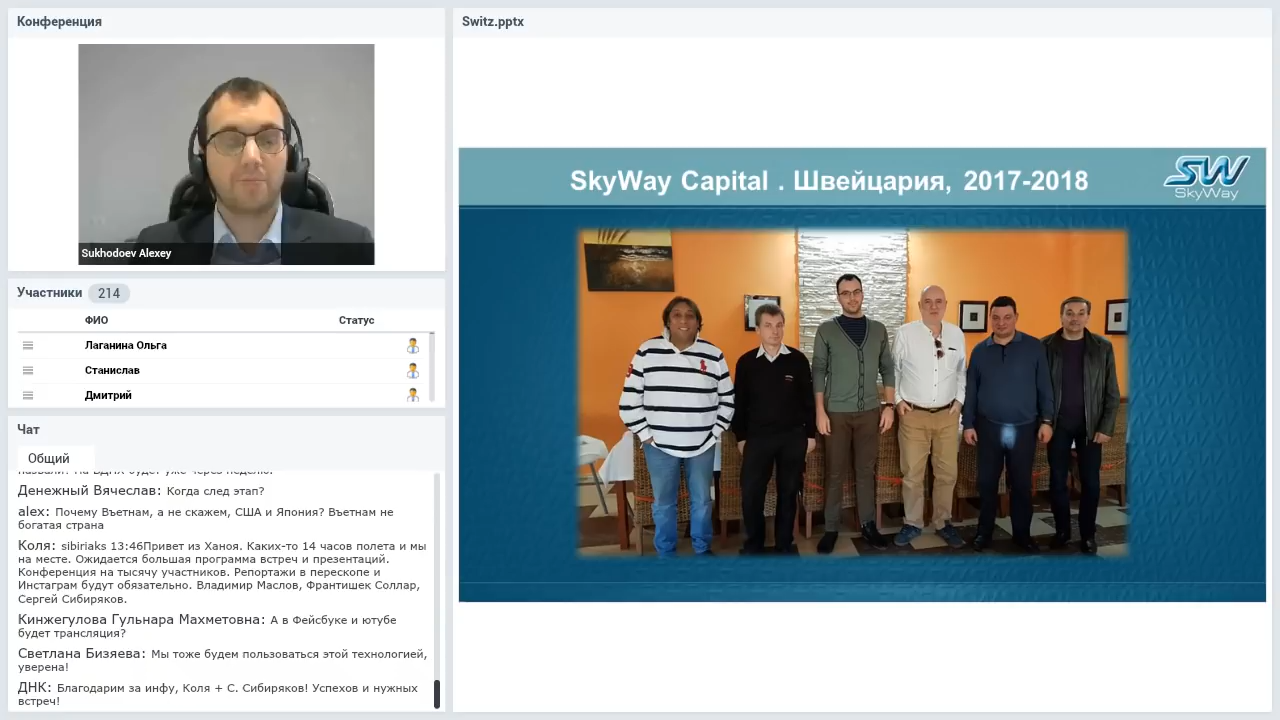 Конференция
Sukhodoev Alexey
Участники 214
ФИО Статус
Лаганина Ольга
Станислав
Дмитрий
Чат
Общий
Денежный Вячеслав: Когда след этап?
alex: Почему Вьетнам, а не скажем, США и Япония? Вьетнам не
богатая страна
Коля: sibiriaks 13:46Привет из Ханоя. Каких-то 14 часов полета и мы
на месте. Ожидается большая программа встреч и презентаций.
Конференция на тысячу участников. Репортажи в перескопе и
Инстаграм будут обязательно. Владимир Маслов, Франтишек Соллар,
Сергей Сибиряков.
Кинжегулова Гульнара Махметовна: А в Фейсбуке и ютубе
будет трансляция?
Светлана Бизяева: Мы тоже будем пользоваться этой технологией,
уверена!
ДНК: Благодарим за инфу, Коля + С. Сибиряков! Успехов и нужных
встреч!
Switz.pptx
SkyWay Capital . Швейцария, 2017-2018
SW
SkyWay